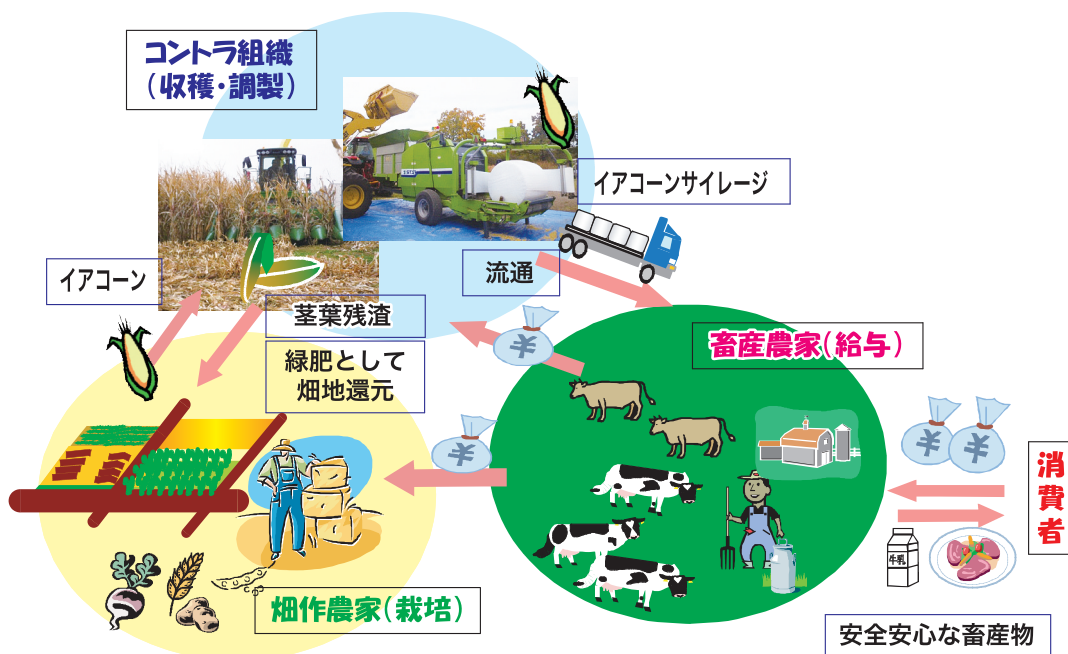 コントラ組織
（収穫・調製）
イアコーンサイレージ
イアコーン
流通
茎葉残渣
緑肥として
畑地還元
¥
畜産農家（給与）
¥
¥
¥
消費者
牛乳
畑作農家（栽培）
安全安心な畜産物